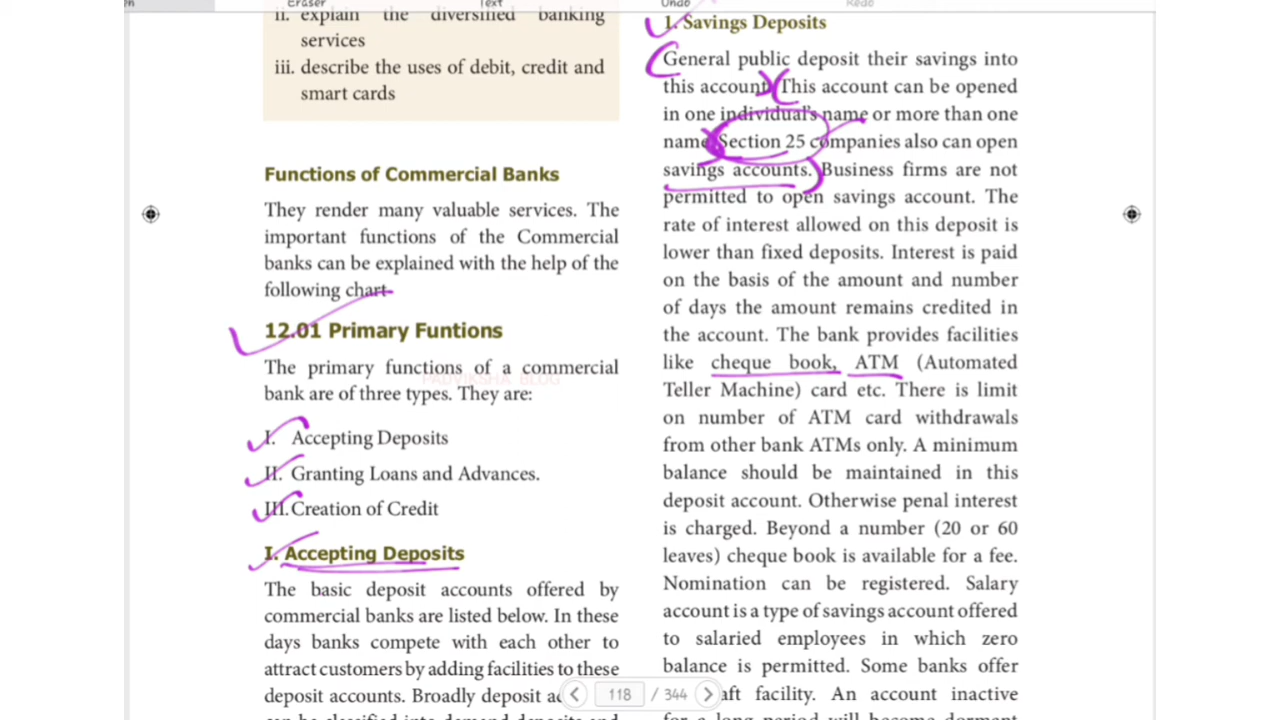 Eraser
Text
Undo
Redo
ii. explain the diversified banking
services
iii. describe the uses of debit, credit and
smart cards
Functions of Commercial Banks
They render many valuable services. The
important functions of the Commercial
banks can be explained with the help of the
following chart
12.01 Primary Funtions
The primary functions of a commercial
PADVIKSHA BLOG
bank are of three types. They are:
I. Accepting Deposits
II. Granting Loans and Advances.
III. Creation of Credit
I. Accepting Deposits
The basic deposit accounts offered by
commercial banks are listed below. In these
days banks compete with each other to
attract customers by adding facilities to these
deposit accounts. Broadly deposit
1. Savings Deposits
General public deposit their savings into
this account. This account can be opened
in one individual's name or more than one
name. Section 25 companies also can open
savings accounts. Business firms are not
permitted to open savings account. The
rate of interest allowed on this deposit is
lower than fixed deposits. Interest is paid
on the basis of the amount and number
of days the amount remains credited in
the account. The bank provides facilities
like cheque book, ATM (Automated
Teller Machine) card etc. There is limit
on number of ATM card withdrawals
from other bank ATMs only. A minimum
balance should be maintained in this
deposit account. Otherwise penal interest
is charged. Beyond a number (20 or 60
leaves) cheque book is available for a fee.
Nomination can be registered. Salary
account is a type of savings account offered
to salaried employees in which zero
balance is permitted. Some banks offer
facility. An account inactive
for a long period will become dormant
118 / 344